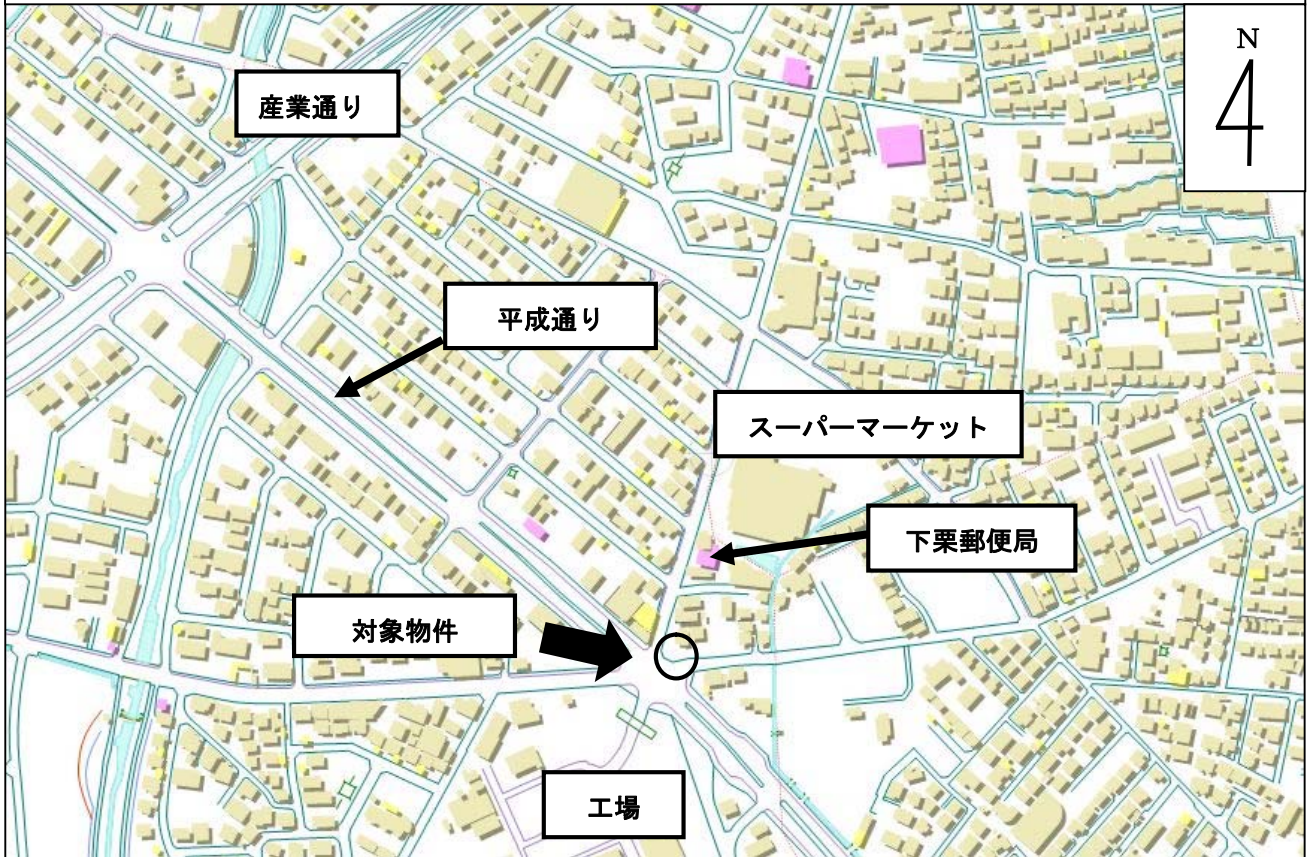 N
産業通り
平成通り
スーパーマーケット
下栗郵便局
対象物件
工場